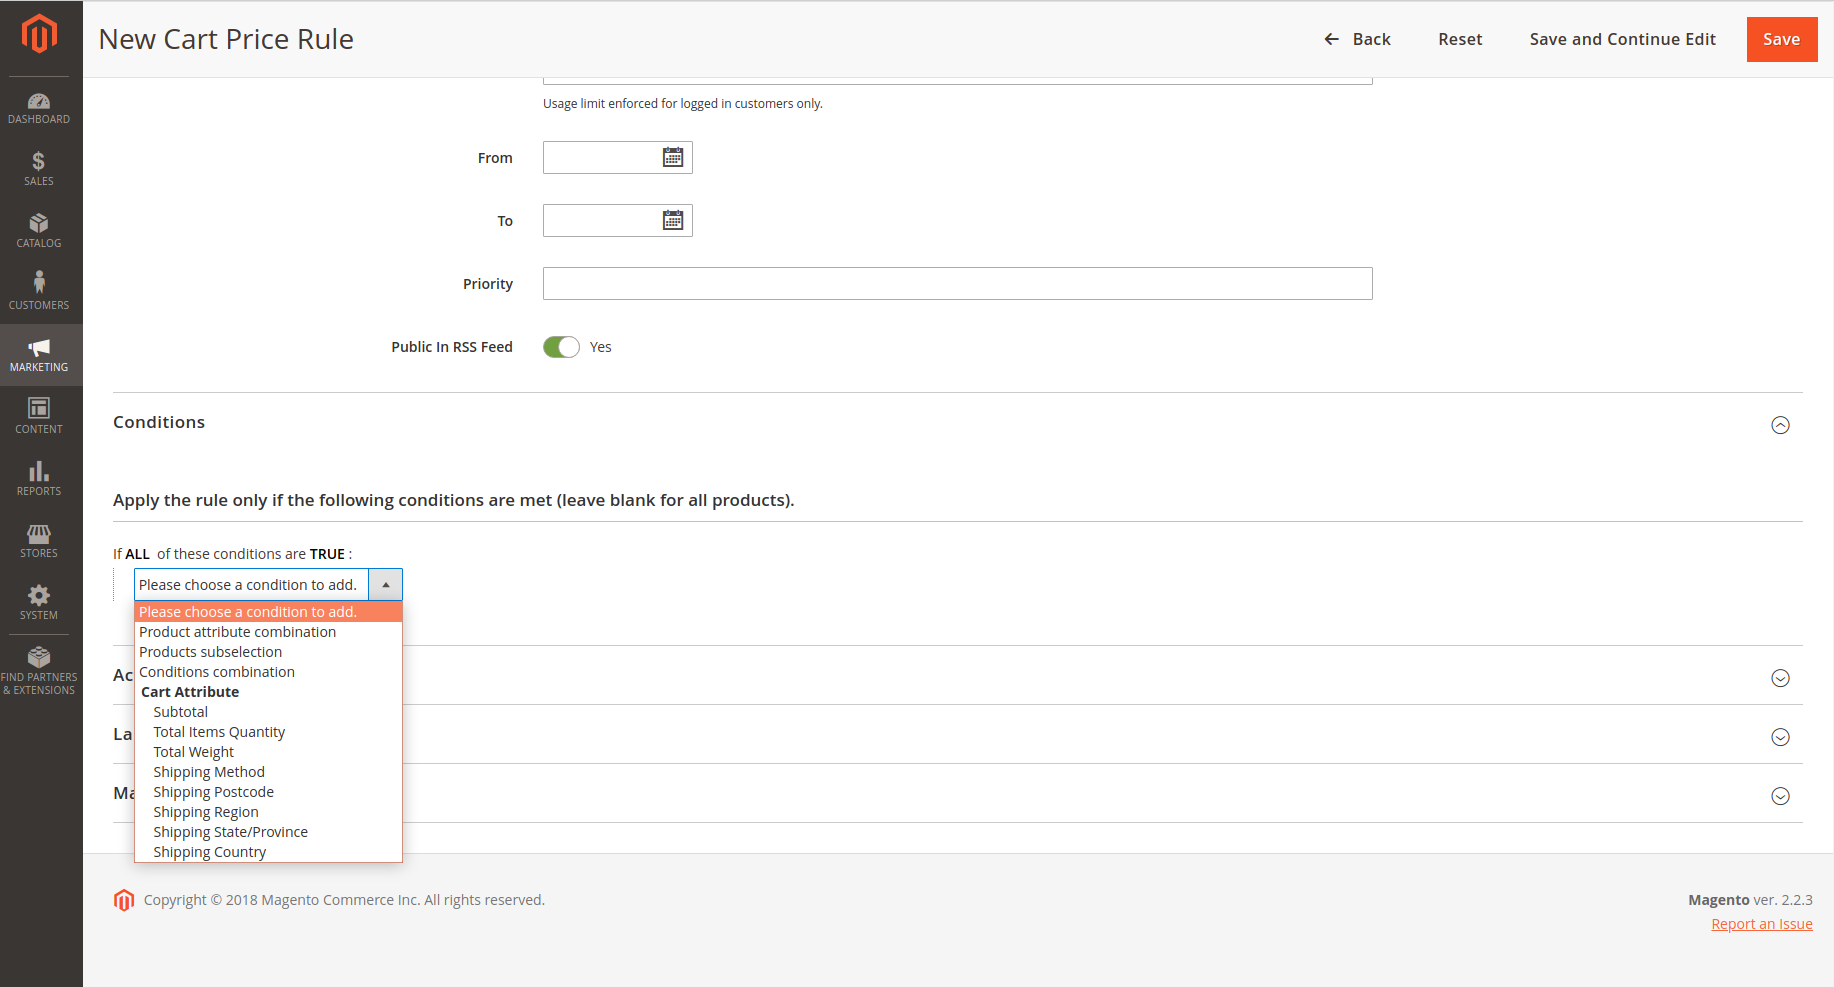 New Cart Price Rule
Back
Reset
Save and Continue Edit
Save
DASHBOARD
SALES
CATALOG
CUSTOMERS
MARKETING
CONTENT
REPORTS
STORES
SYSTEM
FIND PARTNERS
& EXTENSIONS
Usage limit enforced for logged in customers only.
From
To
Priority
Public In RSS Feed
Yes
Conditions
Apply the rule only if the following conditions are met (leave blank for all products).
If ALL of these conditions are TRUE :
Please choose a condition to add.
Please choose a condition to add.
Product attribute combination
Products subselection
Conditions combination
Cart Attribute
Subtotal
Total Items Quantity
Total Weight
Shipping Method
Shipping Postcode
Shipping Region
Shipping State/Province
Shipping Country
Ac
La
Ma
Copyright © 2018 Magento Commerce Inc. All rights reserved.
Magento ver. 2.2.3
Report an Issue